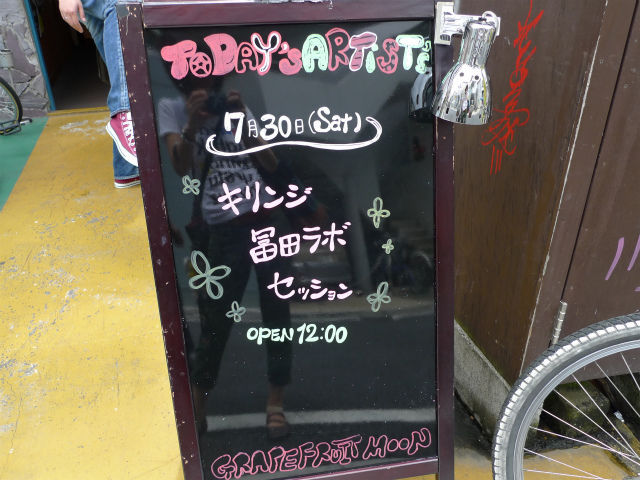 TODAY'S ARTIST
7月30日(Sat)
キリンジ
冨田ラボ
セッション
OPEN 12:00
GRAPEFRUIT MOON